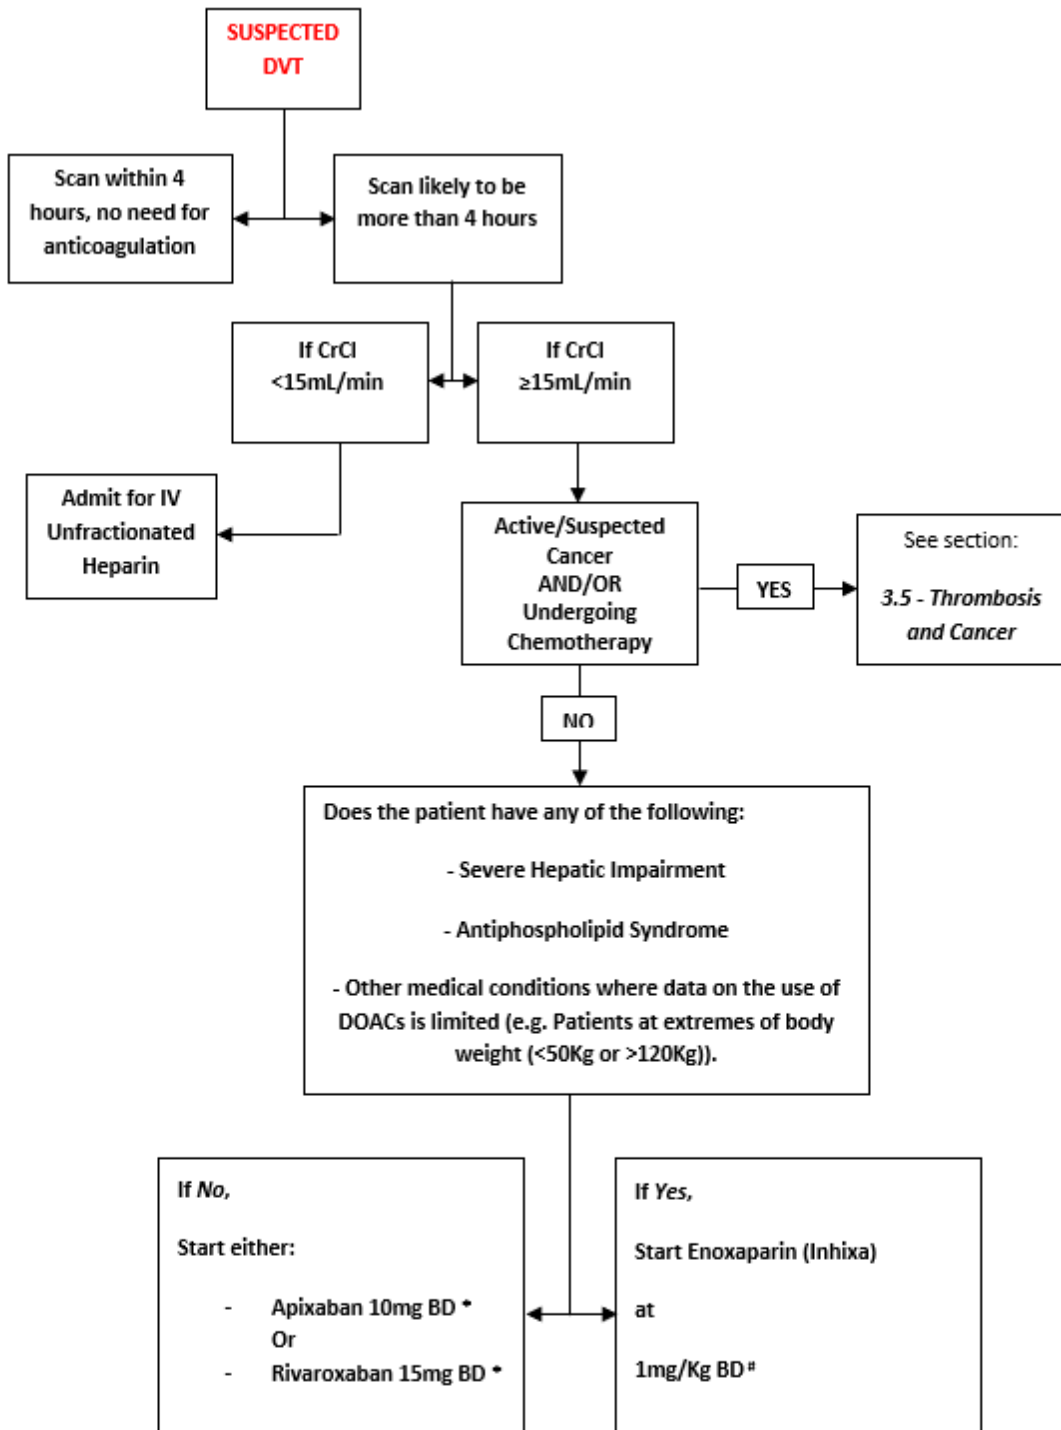 SUSPECTED
DVT
Scan within 4
hours, no need for
anticoagulation
Scan likely to be
more than 4 hours
If CrCl
<15mL/min
If CrCl
≥15mL/min
Admit for IV
Unfractionated
Heparin
Active/Suspected
Cancer
AND/OR
Undergoing
Chemotherapy
YES
See section:
3.5 - Thrombosis
and Cancer
NO
Does the patient have any of the following:
- Severe Hepatic Impairment
- Antiphospholipid Syndrome
- Other medical conditions where data on the use of
DOACs is limited (e.g. Patients at extremes of body
weight (<50Kg or >120Kg)).
If No,
Start either:
- Apixaban 10mg BD *
Or
- Rivaroxaban 15mg BD *
If Yes,
Start Enoxaparin (Inhixa)
at
1mg/Kg BD #